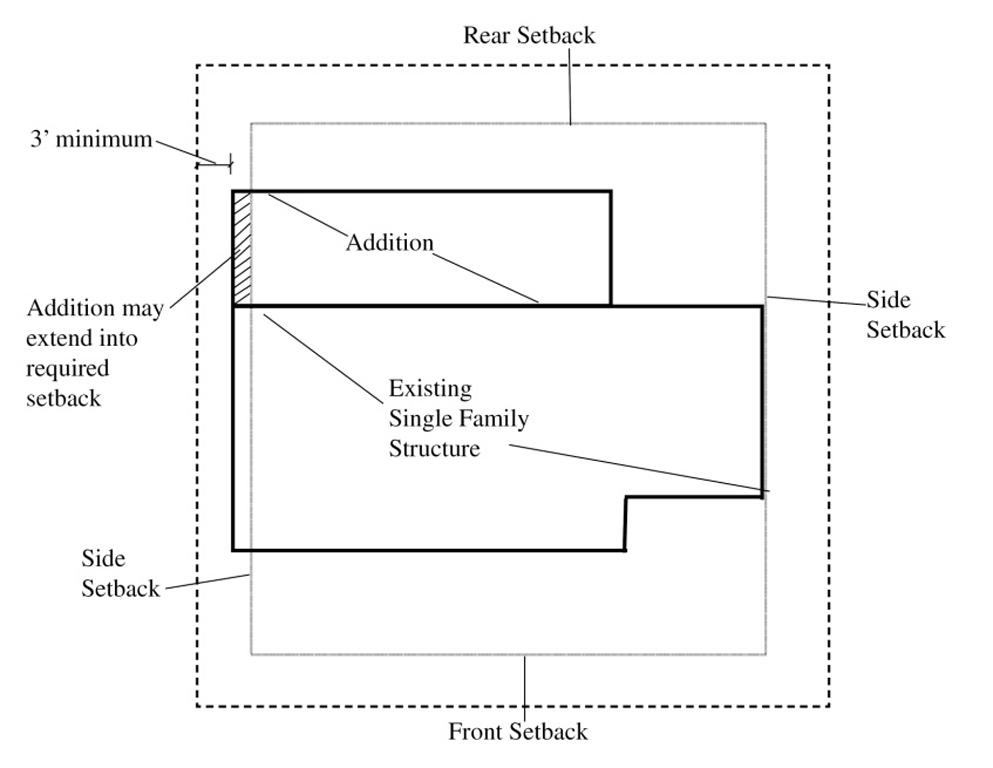 Rear Setback
3’ minimum
Addition
Addition may
extend into
required
setback
Side
Setback
Existing
Single Family
Structure
Side
Setback
Front Setback